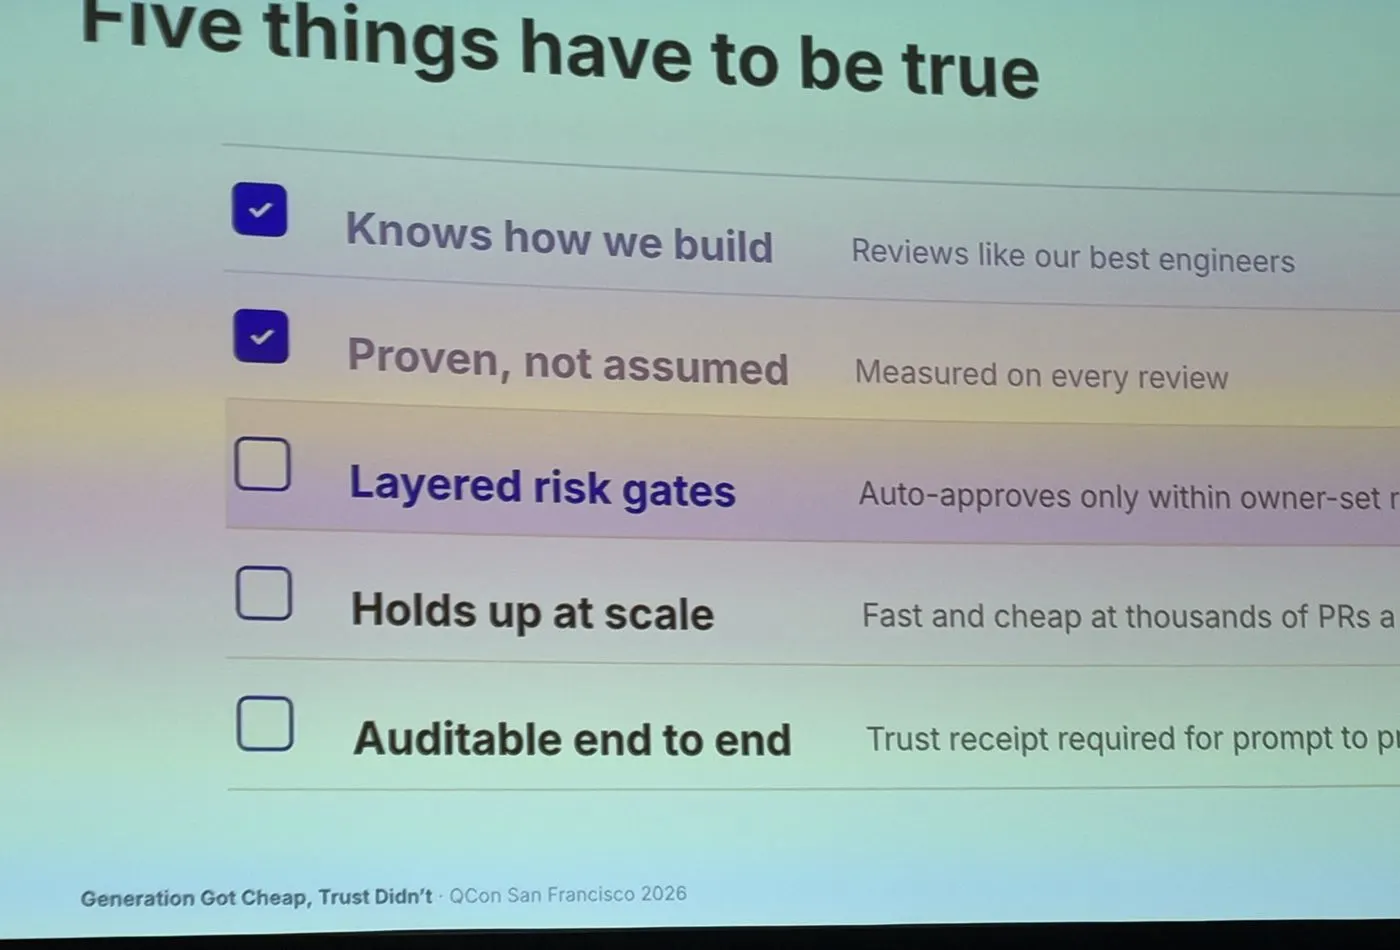 Five things have to be true
Knows how we build
Reviews like our best engineers
Proven, not assumed
Measured on every review
Layered risk gates
Auto-approves only within owner-set
Holds up at scale
Fast and cheap at thousands of PRs a
Auditable end to end
Trust receipt required for prompt to
Generation Got Cheap, Trust Didn't · QCon San Francisco 2026